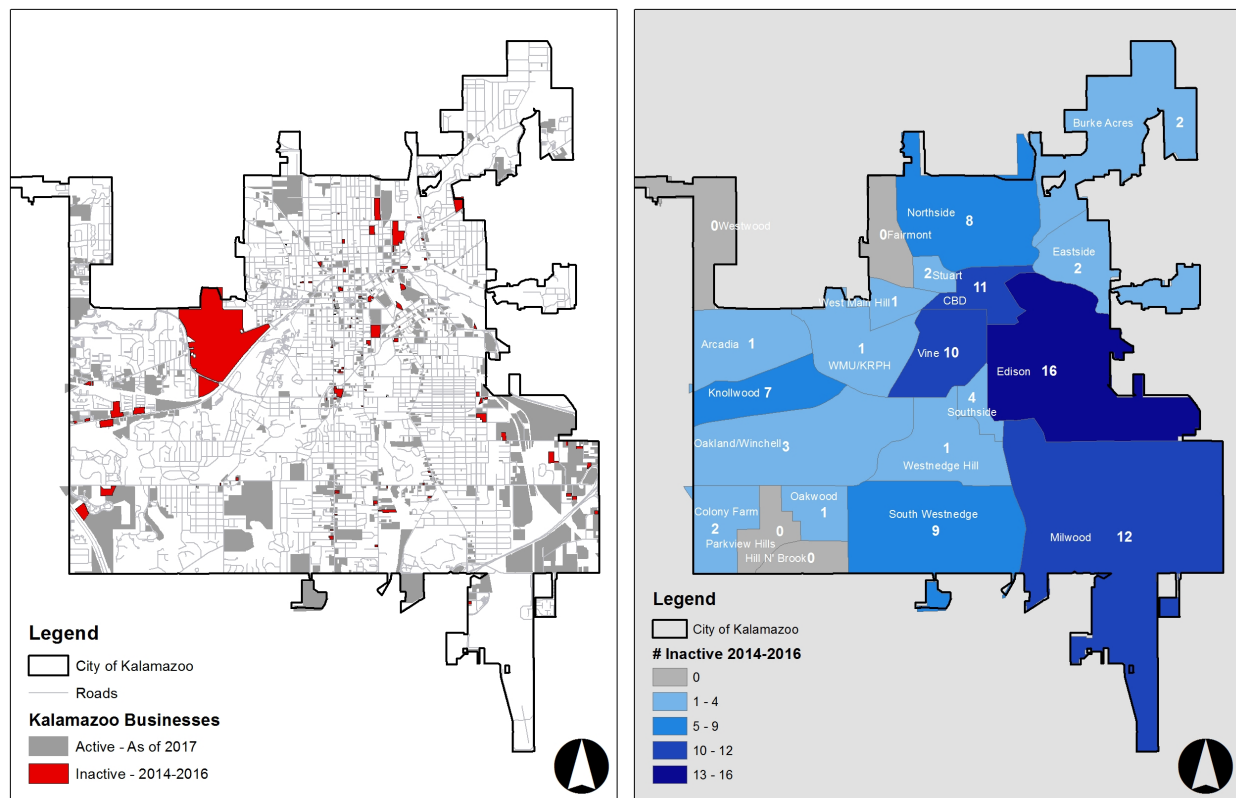 Legend
City of Kalamazoo
Roads
Kalamazoo Businesses
Active - As of 2017
Inactive - 2014-2016
Burke Acres
2
Northside
8
0 Westwood
0 Fairmont
Eastside
2
2 Stuart
11
CBD
West Main Hill 1
Arcadia 1
1
WMU/KRPH
Vine 10
Edison 16
Knollwood 7
4
Southside
Oakland/Winchell 3
1
Westnedge Hill
Colony Farm
2
Oakwood
1
South Westnedge
9
0
Parkview Hills
Hill N' Brook 0
Milwood 12
Legend
City of Kalamazoo
# Inactive 2014-2016
0
1 - 4
5 - 9
10 - 12
13 - 16